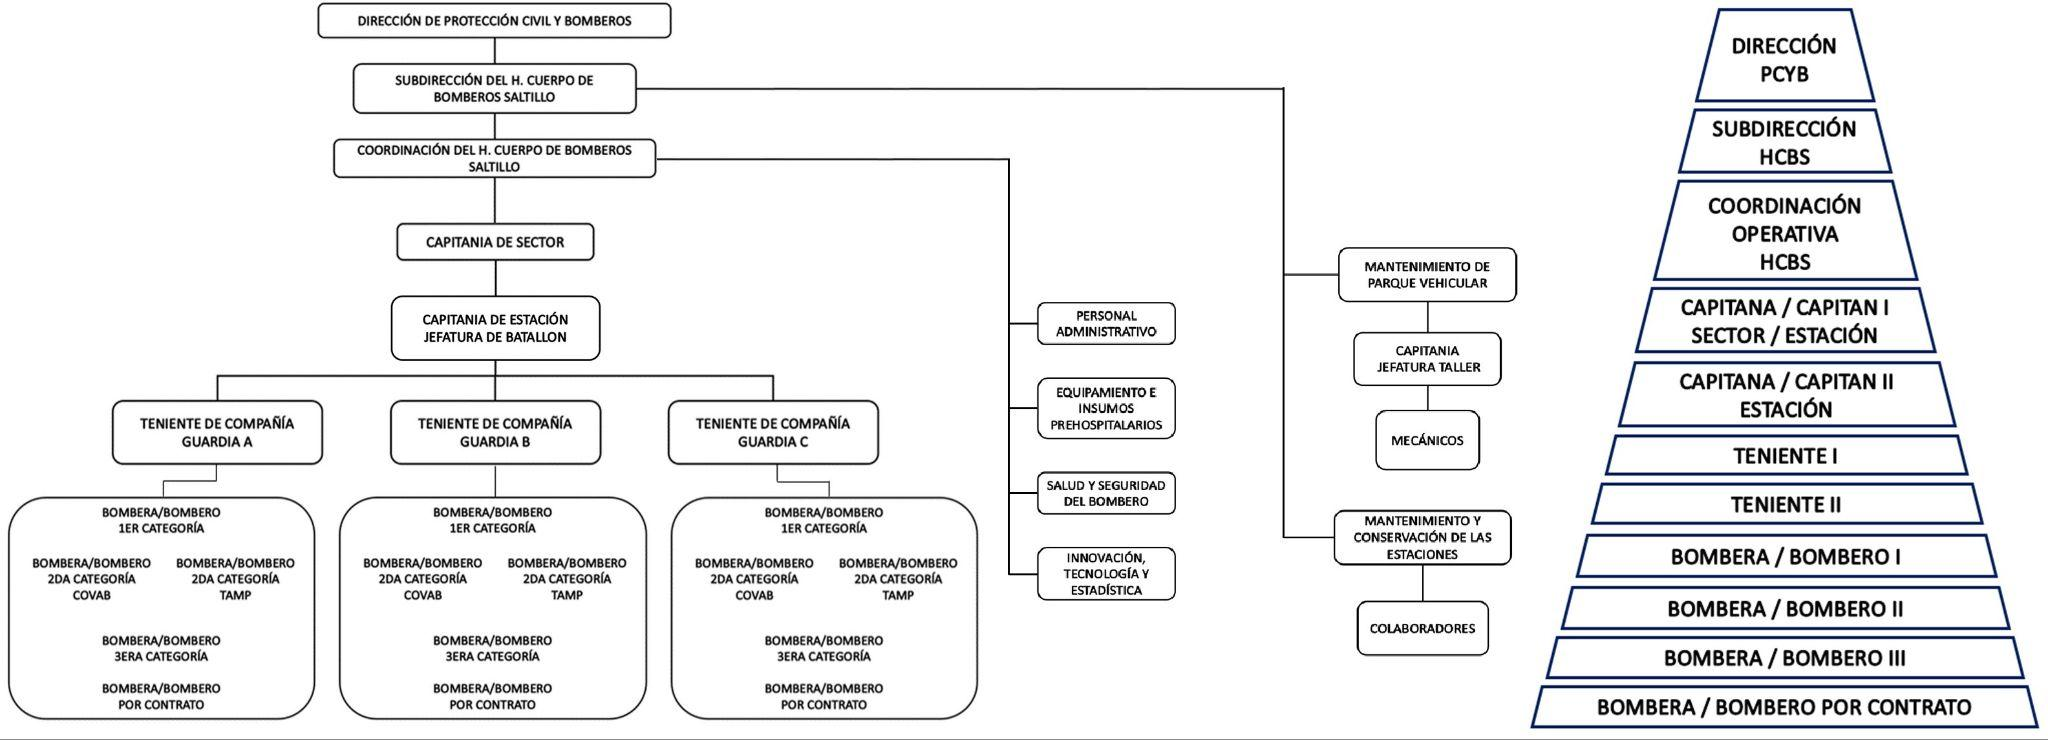 DIRECCIÓN DE PROTECCIÓN CIVIL Y BOMBEROS
SUBDIRECCIÓN DEL H. CUERPO DE
BOMBEROS SALTILLO
COORDINACIÓN DEL H. CUERPO DE BOMBEROS
SALTILLO
CAPITANIA DE SECTOR
CAPITANIA DE ESTACIÓN
JEFATURA DE BATALLON
TENIENTE DE COMPAÑÍA
GUARDIA A
TENIENTE DE COMPAÑÍA
GUARDIA B
TENIENTE DE COMPAÑÍA
GUARDIA C
BOMBERA/BOMBERO
1ER CATEGORÍA
BOMBERA/BOMBERO
2DA CATEGORÍA
COVAB
BOMBERA/BOMBERO
2DA CATEGORÍA
TAMP
BOMBERA/BOMBERO
3ERA CATEGORÍA
BOMBERA/BOMBERO
POR CONTRATO
BOMBERA/BOMBERO
1ER CATEGORÍA
BOMBERA/BOMBERO
2DA CATEGORÍA
COVAB
BOMBERA/BOMBERO
2DA CATEGORÍA
TAMP
BOMBERA/BOMBERO
3ERA CATEGORÍA
BOMBERA/BOMBERO
POR CONTRATO
BOMBERA/BOMBERO
1ER CATEGORÍA
BOMBERA/BOMBERO
2DA CATEGORÍA
COVAB
BOMBERA/BOMBERO
2DA CATEGORÍA
TAMP
BOMBERA/BOMBERO
3ERA CATEGORÍA
BOMBERA/BOMBERO
POR CONTRATO
PERSONAL
ADMINISTRATIVO
EQUIPAMIENTO E
INSUMOS
PREHOSPITALARIOS
SALUD Y SEGURIDAD
DEL BOMBERO
INNOVACIÓN,
TECNOLOGÍA Y
ESTADÍSTICA
MANTENIMIENTO DE
PARQUE VEHICULAR
CAPITANIA
JEFATURA TALLER
MECÁNICOS
MANTENIMIENTO Y
CONSERVACIÓN DE LAS
ESTACIONES
COLABORADORES
DIRECCIÓN
PCYB
SUBDIRECCIÓN
HCBS
COORDINACIÓN
OPERATIVA
HCBS
CAPITANA / CAPITAN I
SECTOR / ESTACIÓN
CAPITANA / CAPITAN II
ESTACIÓN
TENIENTE I
TENIENTE II
BOMBERA / BOMBERO I
BOMBERA / BOMBERO II
BOMBERA / BOMBERO III
BOMBERA / BOMBERO POR CONTRATO